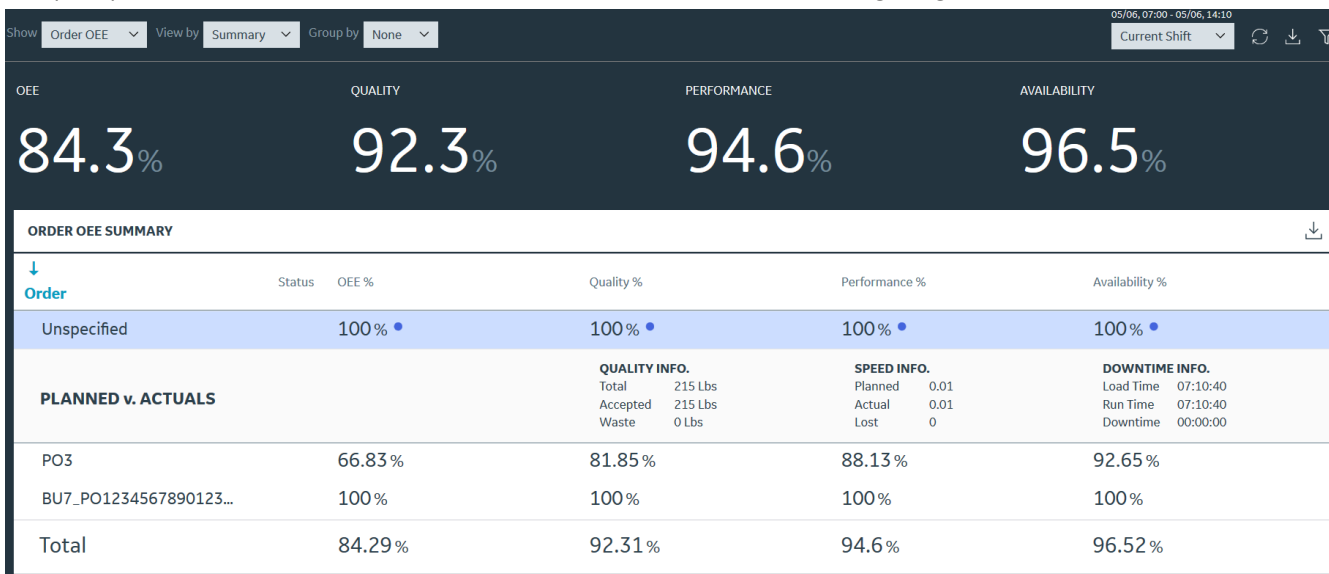 05/06, 07:00 - 05/06, 14:10
Show Order OEE View by Summary Group by None Current Shift
OEE QUALITY PERFORMANCE AVAILABILITY
84.3% 92.3% 94.6% 96.5%
ORDER OEE SUMMARY
Order Status OEE % Quality % Performance % Availability %
Unspecified 100% 100% 100% 100%
PLANNED v. ACTUALS
QUALITY INFO.
Total 215 Lbs
Accepted 215 Lbs
Waste 0 Lbs
SPEED INFO.
Planned 0.01
Actual 0.01
Lost 0
DOWNTIME INFO.
Load Time 07:10:40
Run Time 07:10:40
Downtime 00:00:00
PO3 66.83% 81.85% 88.13% 92.65%
BU7_PO1234567890123... 100% 100% 100% 100%
Total 84.29% 92.31% 94.6% 96.52%